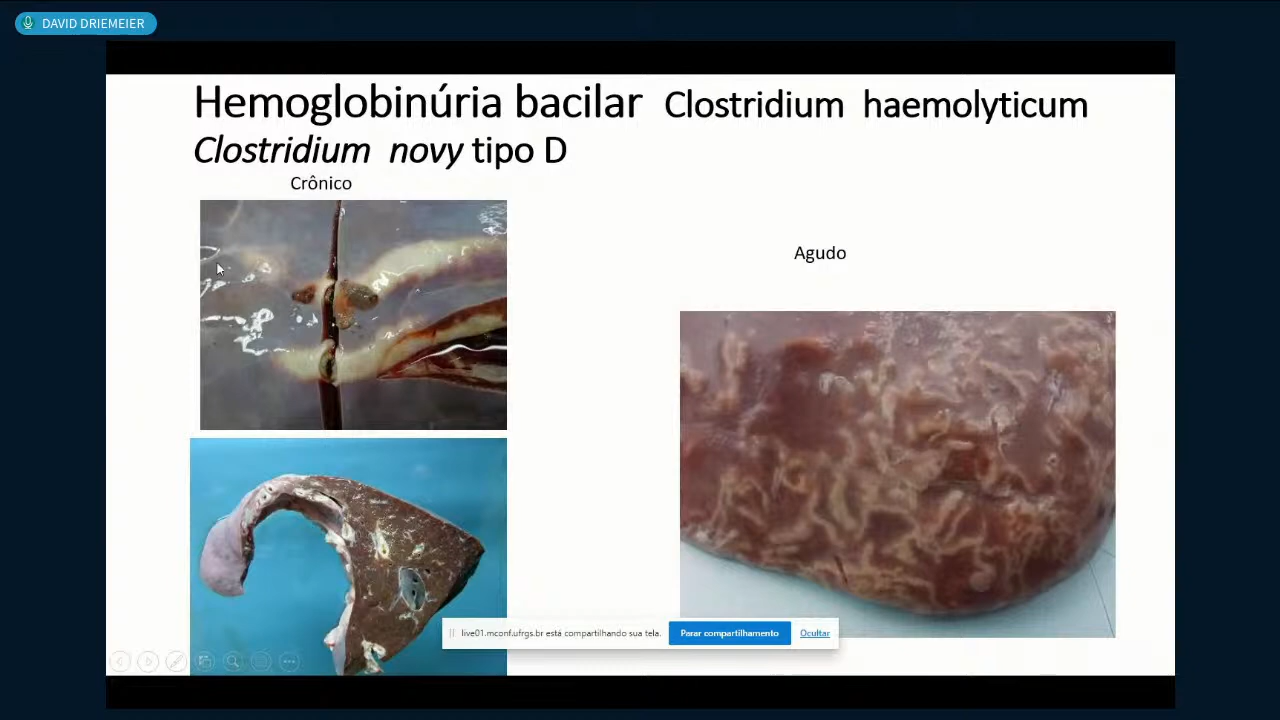 DAVID DRIEMEIER
Hemoglobinúria bacilar Clostridium haemolyticum
Clostridium novy tipo D
Crônico
Agudo
live01.mconf.ufrgs.br está compartilhando sua tela.
Parar compartilhamento
Ocultar